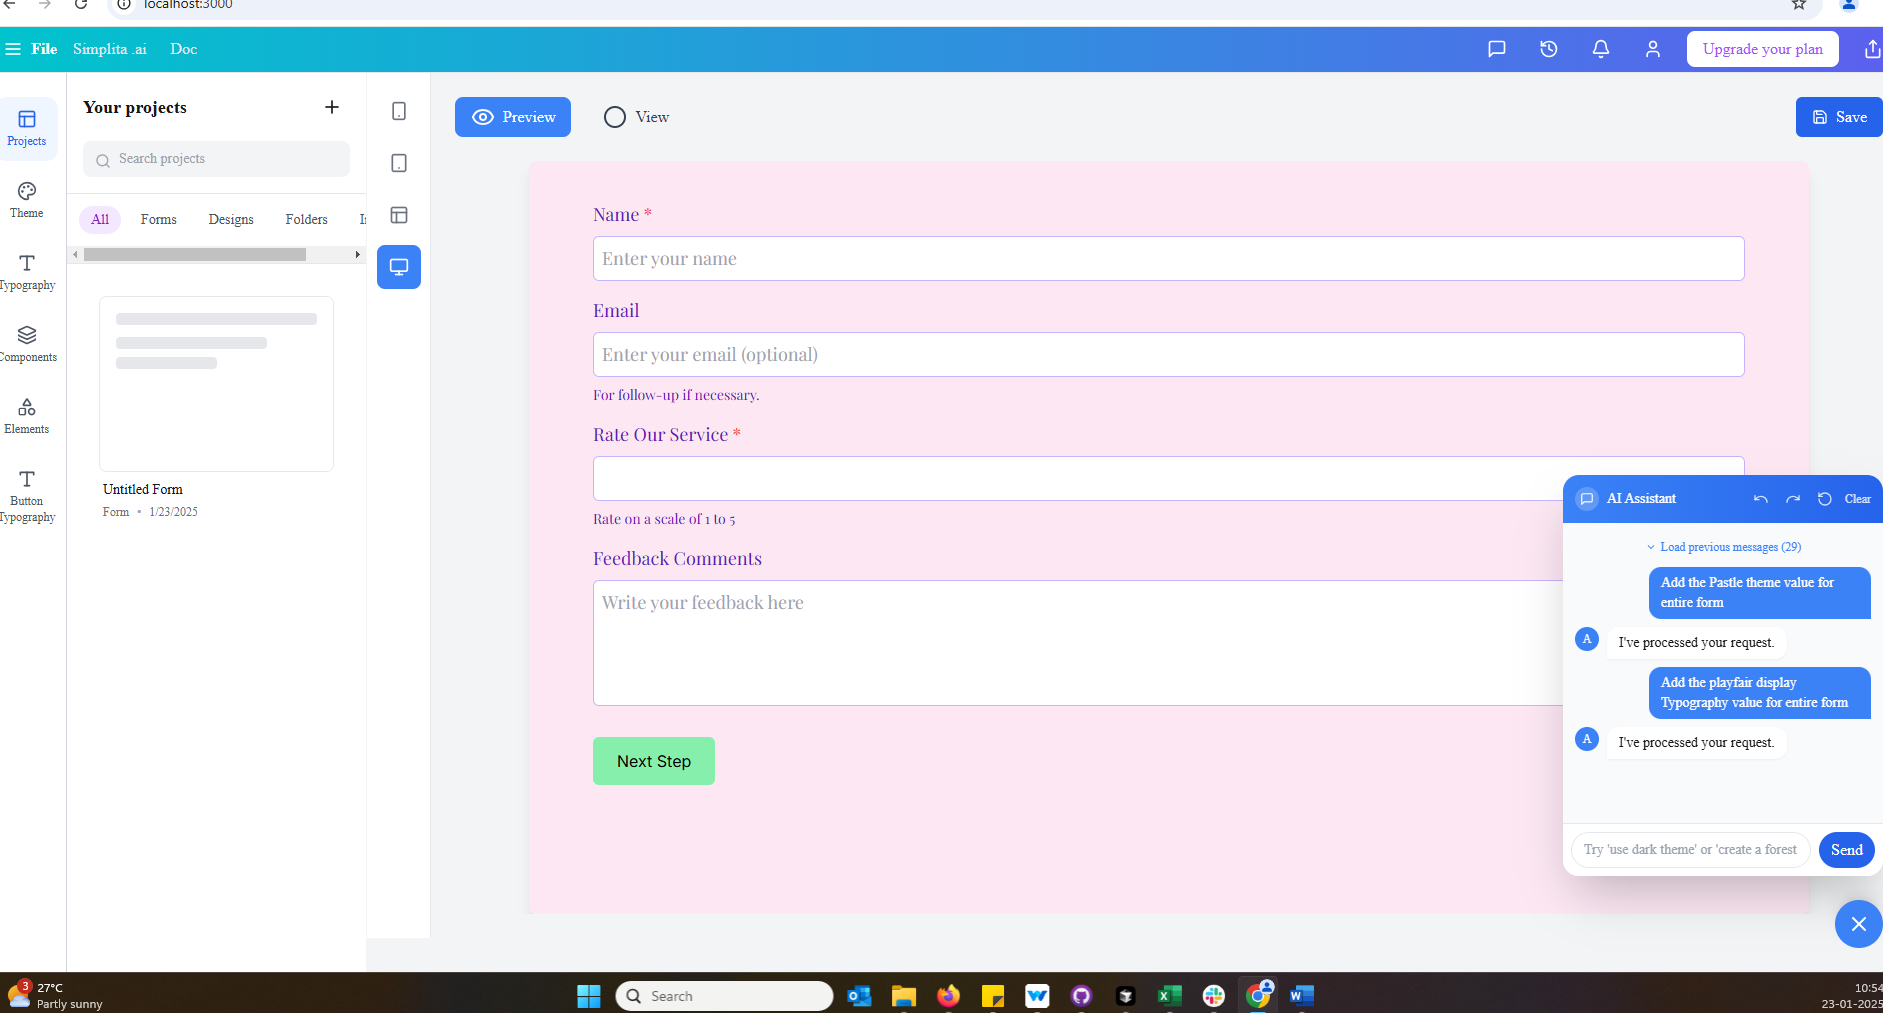 localhost:3000
File Simplita .ai Doc
Upgrade your plan
Projects
Theme
Typography
Components
Elements
Button
Typography
Your projects
Search projects
All Forms Designs Folders
Untitled Form
Form • 1/23/2025
Preview View
Save
Name *
Enter your name
Email
Enter your email (optional)
For follow-up if necessary.
Rate Our Service *
Rate on a scale of 1 to 5
Feedback Comments
Write your feedback here
Next Step
AI Assistant
Clear
Load previous messages (29)
Add the Pastle theme value for
entire form
A
I've processed your request.
Add the playfair display
Typography value for entire form
A
I've processed your request.
Try 'use dark theme' or 'create a forest
Send
3
27°C
Partly sunny
Search
10:54
23-01-2025